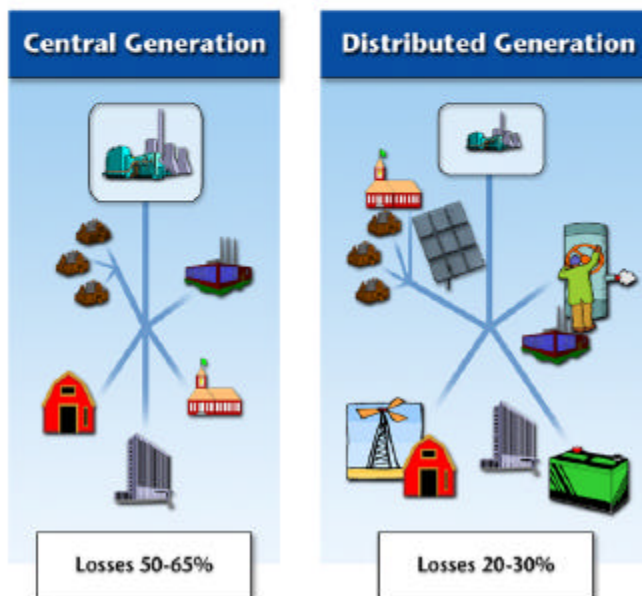 Central Generation
Distributed Generation
Losses 50-65%
Losses 20-30%